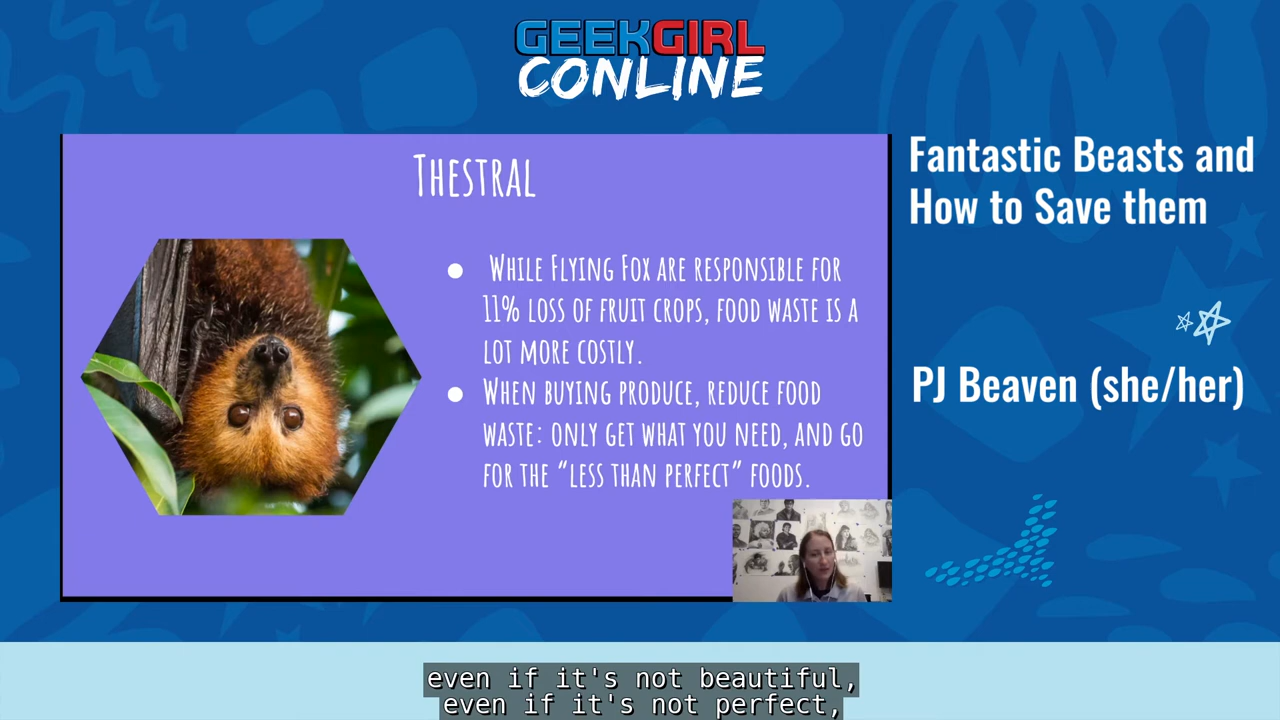 GEEKGIRL
CONLINE
Thestral
While Flying Fox are responsible for
11% loss of fruit crops, food waste is a
lot more costly.
When buying produce, reduce food
waste: only get what you need, and go
for the “less than perfect” foods.
Fantastic Beasts and
How to Save them
PJ Beaven (she/her)
even if it's not beautiful,
even if it's not perfect,